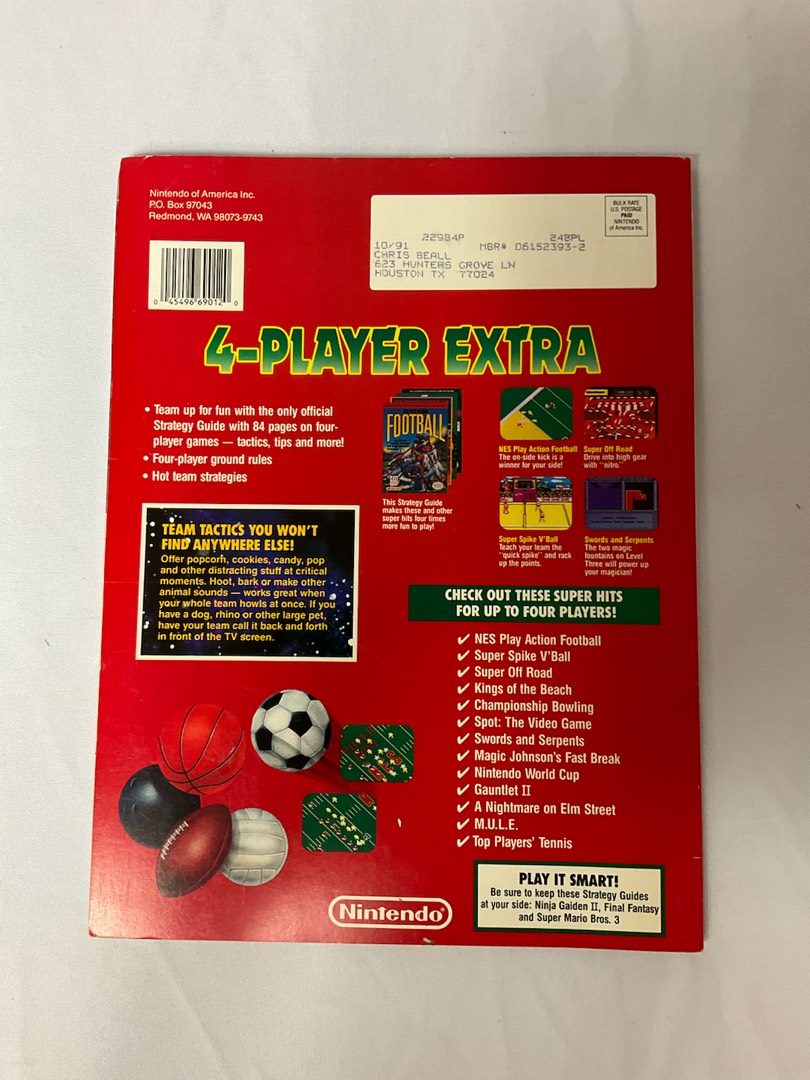 Nintendo of America Inc.
P.O. Box 97043
Redmond, WA 98073-9743
BULK RATE
U.S. POSTAGE
PAID
NINTENDO
of America Inc.
22984P 24BPL
10/91 MBR# D6152393-2
CHRIS BEALL
623 HUNTERS GROVE LN
HOUSTON TX 77024
0 45496 69012 0
4-PLAYER EXTRA
• Team up for fun with the only official
Strategy Guide with 84 pages on four-
player games — tactics, tips and more!
• Four-player ground rules
• Hot team strategies
FOOTBALL
This Strategy Guide
makes these and other
super hits four times
more fun to play!
NES Play Action Football
The on-side kick is a
winner for your side!
Super Off Road
Drive into high gear
with "nitro."
Super Spike V'Ball
Teach your team the
"quick spike" and rack
up the points.
Swords and Serpents
The two magic
fountains on Level
Three will power up
your magician!
TEAM TACTICS YOU WON'T
FIND ANYWHERE ELSE!
Offer popcorn, cookies, candy, pop
and other distracting stuff at critical
moments. Hoot, bark or make other
animal sounds — works great when
your whole team howls at once. If you
have a dog, rhino or other large pet,
have your team call it back and forth
in front of the TV screen.
CHECK OUT THESE SUPER HITS
FOR UP TO FOUR PLAYERS!
✔ NES Play Action Football
✔ Super Spike V'Ball
✔ Super Off Road
✔ Kings of the Beach
✔ Championship Bowling
✔ Spot: The Video Game
✔ Swords and Serpents
✔ Magic Johnson's Fast Break
✔ Nintendo World Cup
✔ Gauntlet II
✔ A Nightmare on Elm Street
✔ M.U.L.E.
✔ Top Players' Tennis
PLAY IT SMART!
Be sure to keep these Strategy Guides
at your side: Ninja Gaiden II, Final Fantasy
and Super Mario Bros. 3
Nintendo®